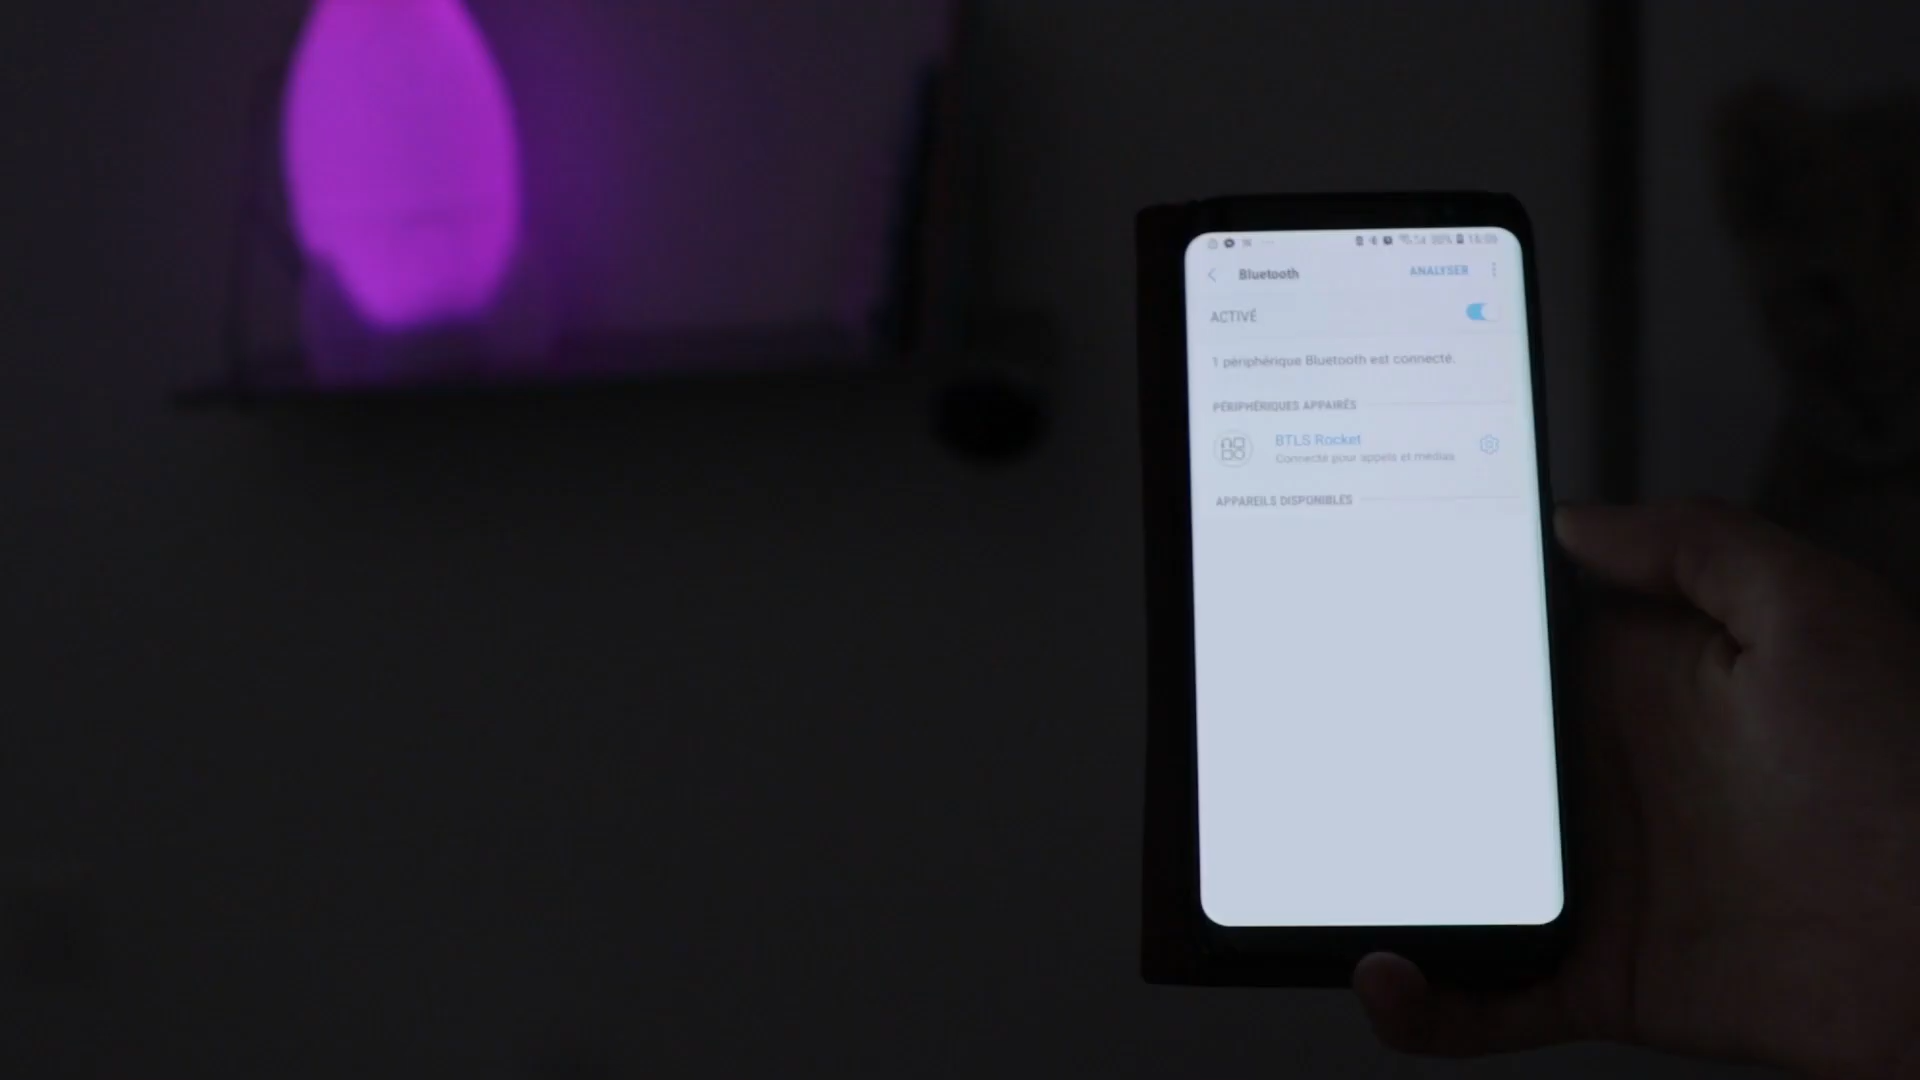 Bluetooth
ANALYSER
ACTIVÉ
1 périphérique Bluetooth est connecté.
PÉRIPHÉRIQUES APPAIRÉS
BTLS Rocket
Connecté pour appels et médias
APPAREILS DISPONIBLES